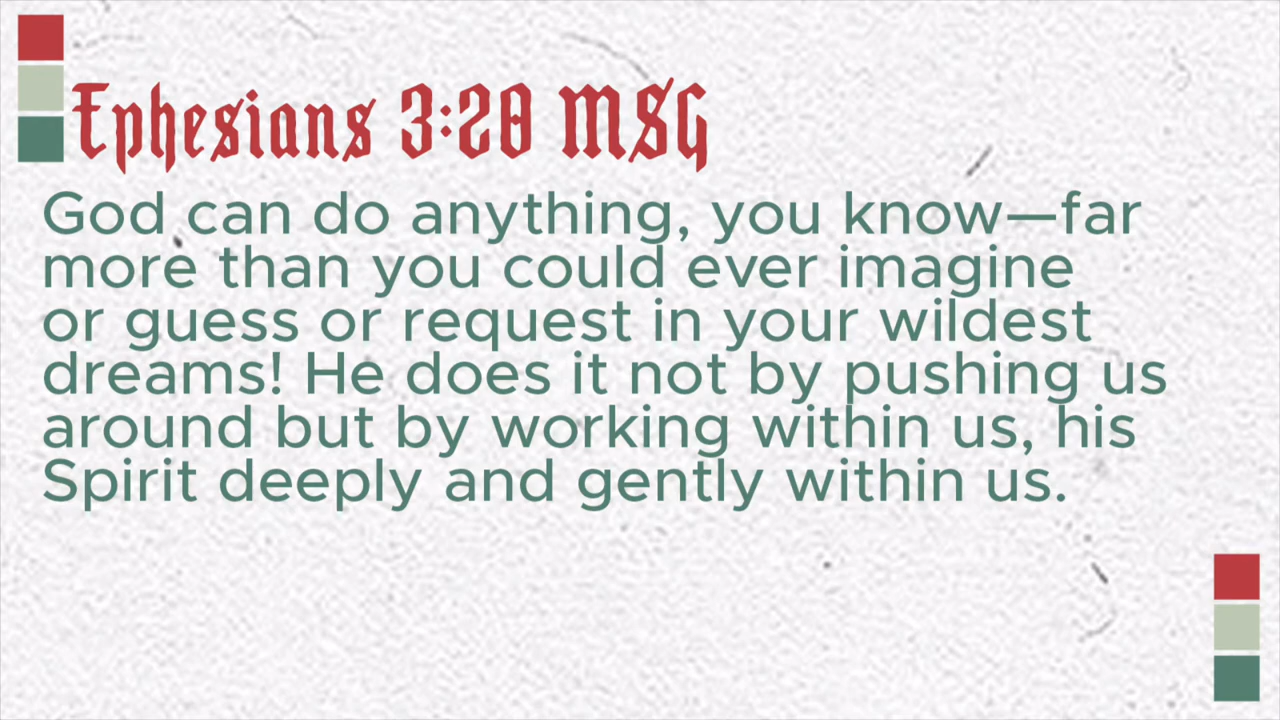 Ephesians 3:20 MSG
God can do anything, you know—far
more than you could ever imagine
or guess or request in your wildest
dreams! He does it not by pushing us
around but by working within us, his
Spirit deeply and gently within us.